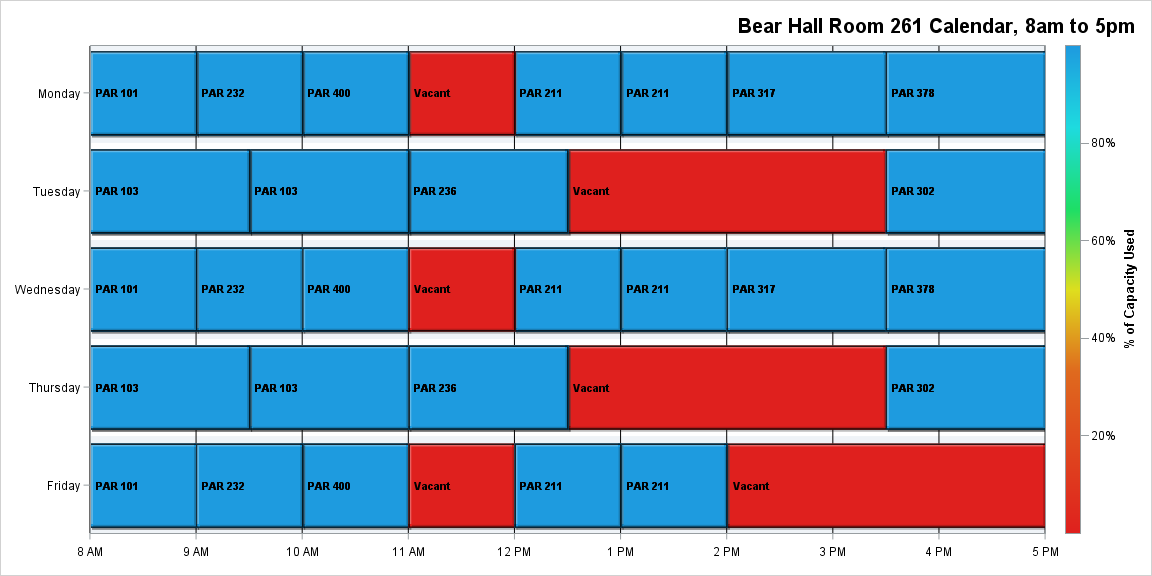 Bear Hall Room 261 Calendar, 8am to 5pm
Monday PAR 101 PAR 232 PAR 400 Vacant PAR 211 PAR 211 PAR 317 PAR 378
80%
Tuesday PAR 103 PAR 103 PAR 236 Vacant PAR 302
60%
% of Capacity Used
Wednesday PAR 101 PAR 232 PAR 400 Vacant PAR 211 PAR 211 PAR 317 PAR 378
40%
Thursday PAR 103 PAR 103 PAR 236 Vacant PAR 302
20%
Friday PAR 101 PAR 232 PAR 400 Vacant PAR 211 PAR 211 Vacant
8 AM 9 AM 10 AM 11 AM 12 PM 1 PM 2 PM 3 PM 4 PM 5 PM